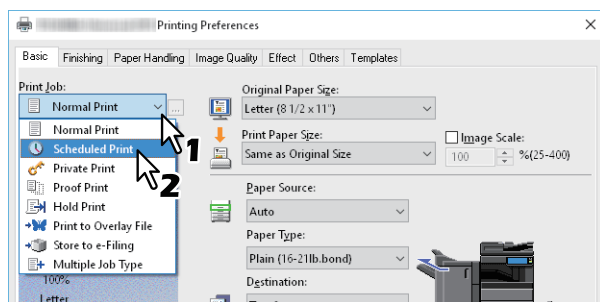 Printing Preferences
Basic Finishing Paper Handling Image Quality Effect Others Templates
Print Job:
Normal Print
...
Normal Print
Scheduled Print
Private Print
Proof Print
Hold Print
Print to Overlay File
Store to e-Filing
Multiple Job Type
100%
Letter
1
2
Original Paper Size:
Letter (8 1/2 x 11")
Print Paper Size:
Same as Original Size
Image Scale:
100 %(25-400)
Paper Source:
Auto
Paper Type:
Plain (16-21lb.bond)
Destination: